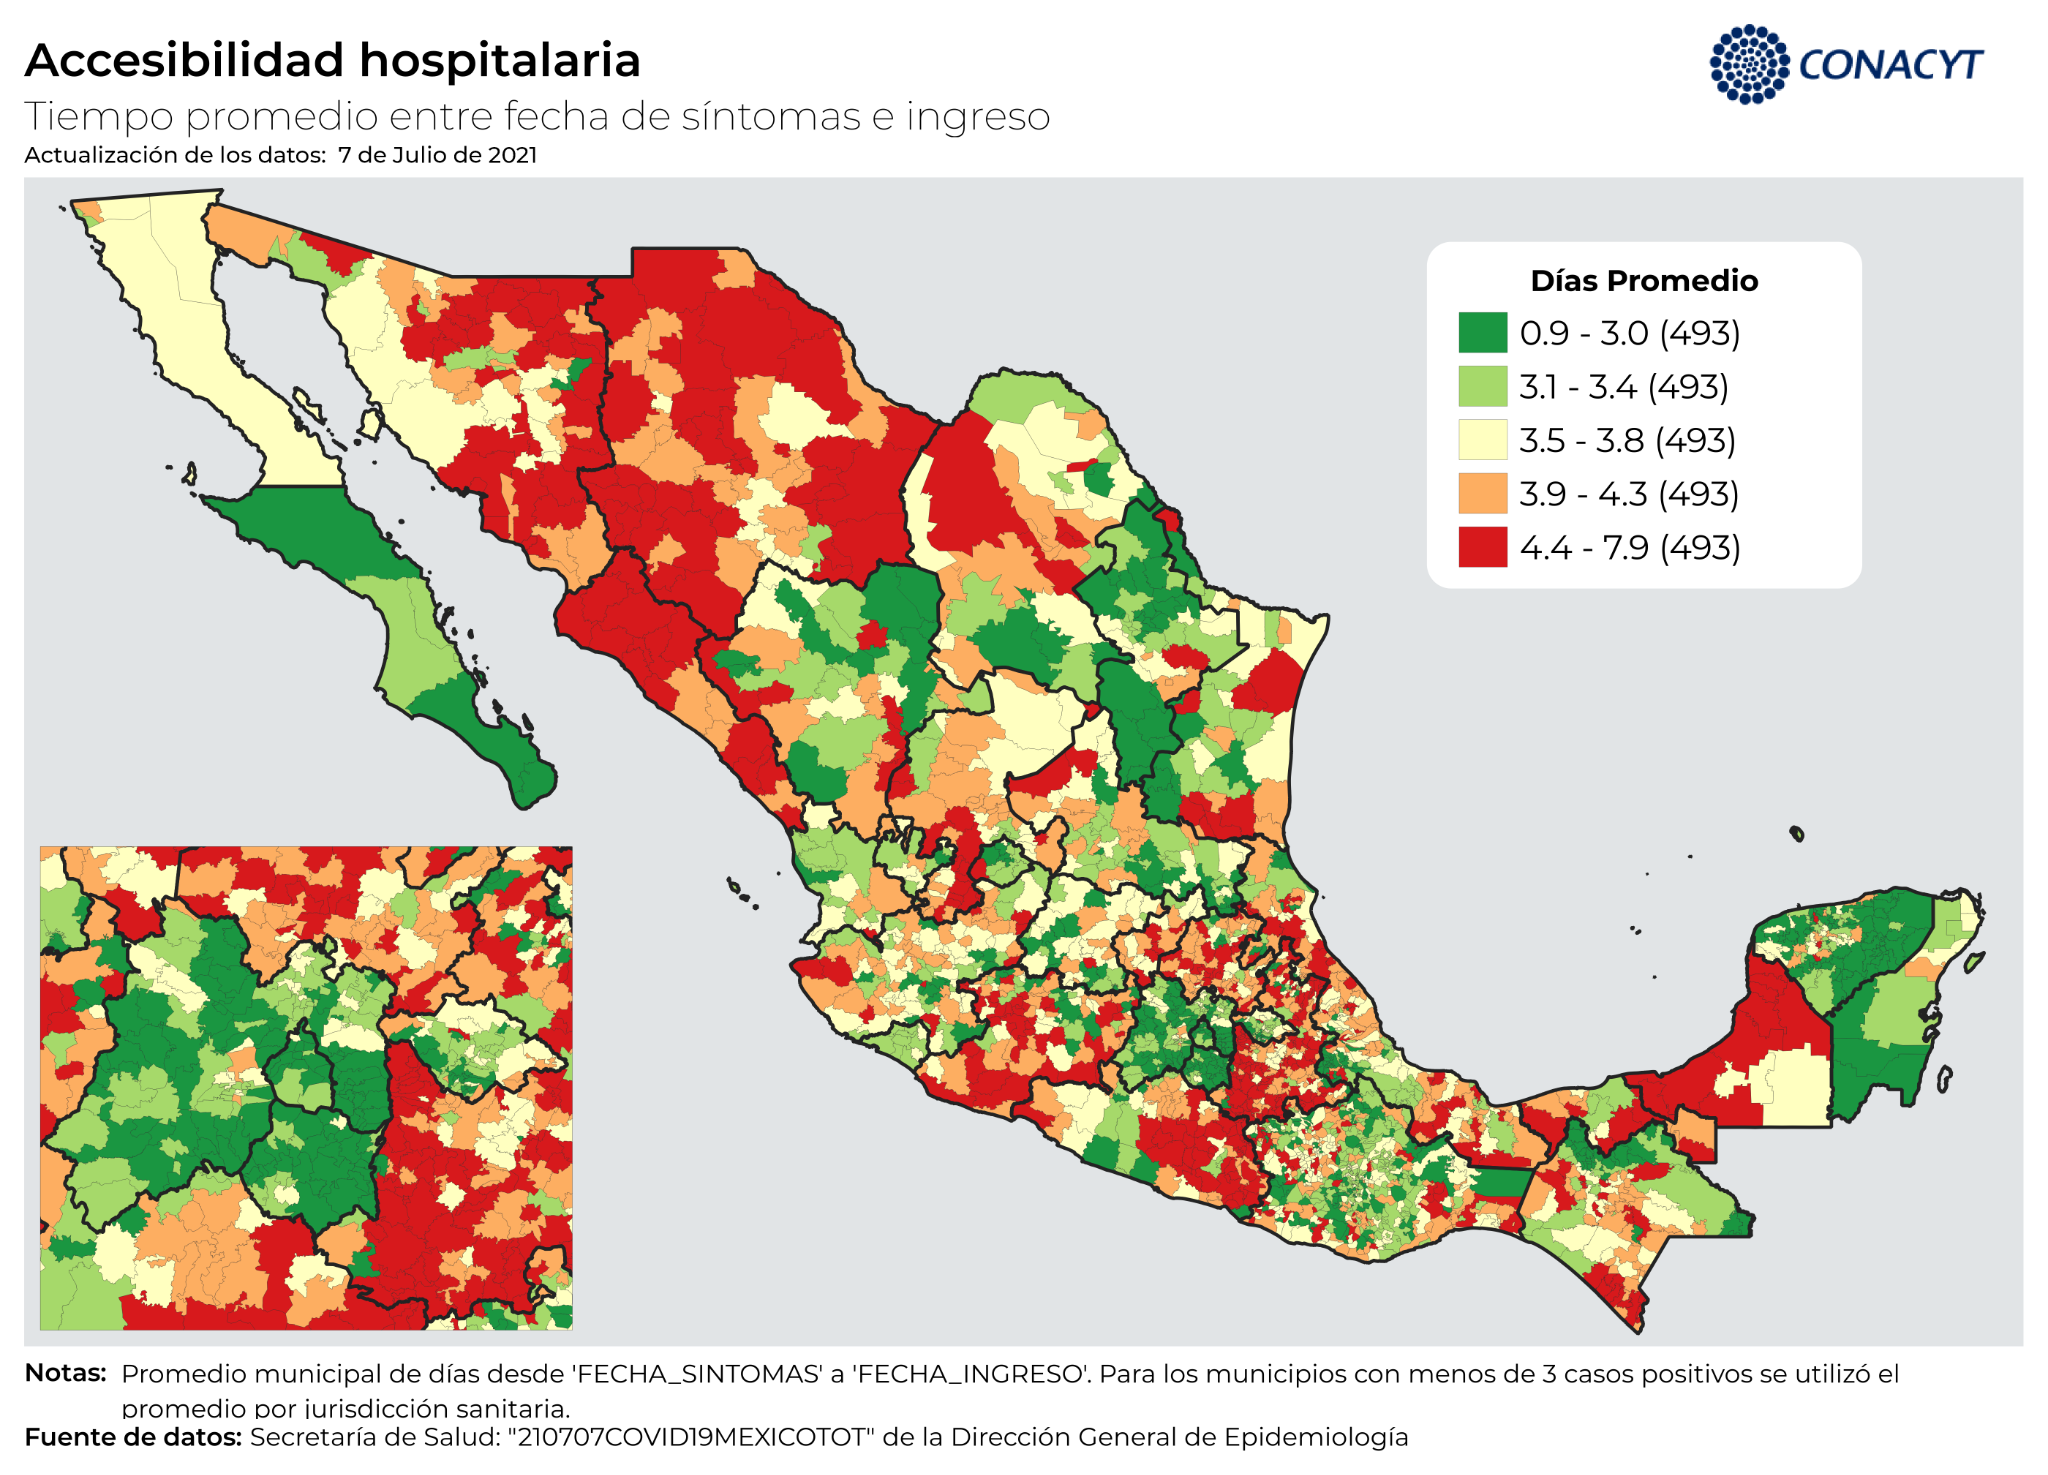 Accesibilidad hospitalaria
CONACYT
Tiempo promedio entre fecha de síntomas e ingreso
Actualización de los datos: 7 de Julio de 2021
Días Promedio
0.9 - 3.0 (493)
3.1 - 3.4 (493)
3.5 - 3.8 (493)
3.9 - 4.3 (493)
4.4 - 7.9 (493)
Notas: Promedio municipal de días desde 'FECHA_SINTOMAS' a 'FECHA_INGRESO'. Para los municipios con menos de 3 casos positivos se utilizó el
promedio por jurisdicción sanitaria.
Fuente de datos: Secretaría de Salud: "210707COVID19MEXICOTOT" de la Dirección General de Epidemiología